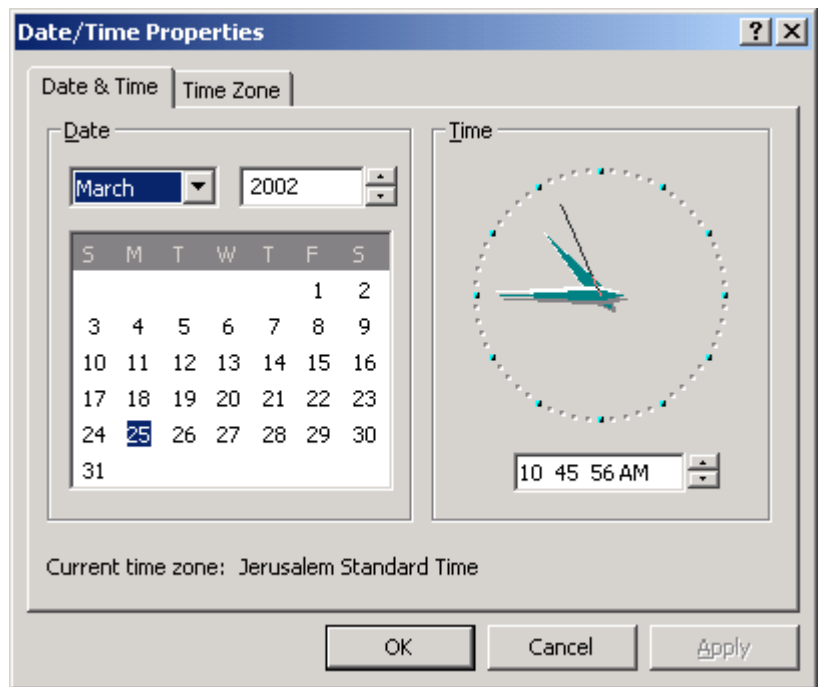 Date/Time Properties
Date & Time Time Zone
Date
March 2002
S M T W T F S
1 2
3 4 5 6 7 8 9
10 11 12 13 14 15 16
17 18 19 20 21 22 23
24 25 26 27 28 29 30
31
Time
10 45 56 AM
Current time zone: Jerusalem Standard Time
OK Cancel Apply